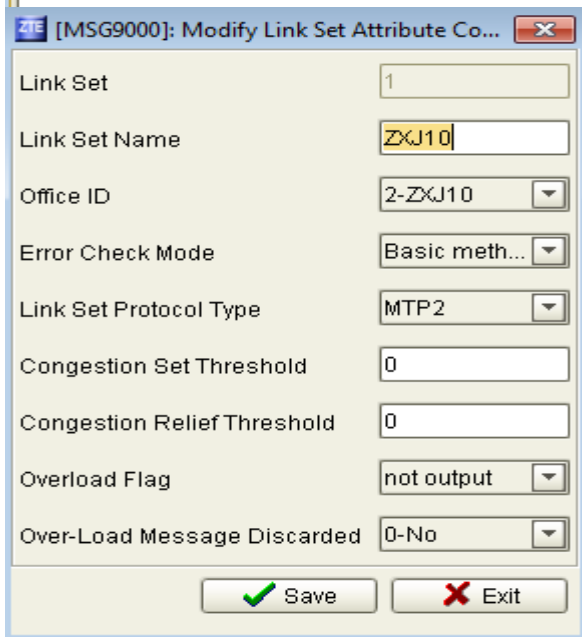 ZTE [MSG9000]: Modify Link Set Attribute Co...
Link Set 1
Link Set Name ZXJ10
Office ID 2-ZXJ10
Error Check Mode Basic meth...
Link Set Protocol Type MTP2
Congestion Set Threshold 0
Congestion Relief Threshold 0
Overload Flag not output
Over-Load Message Discarded 0-No
Save Exit